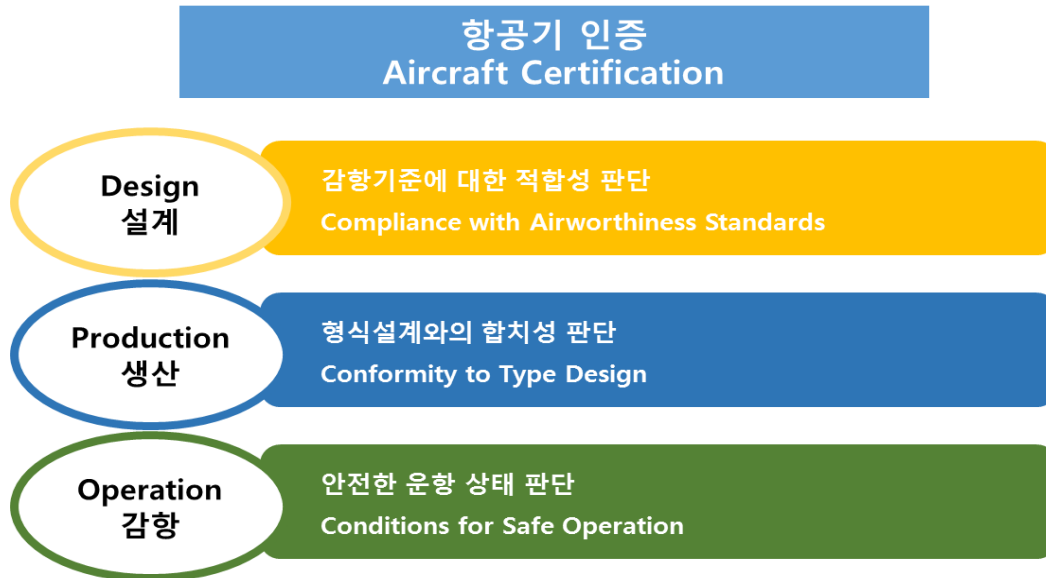 항공기 인증
Aircraft Certification
Design
설계
감항기준에 대한 적합성 판단
Compliance with Airworthiness Standards
Production
생산
형식설계와의 합치성 판단
Conformity to Type Design
Operation
감항
안전한 운항 상태 판단
Conditions for Safe Operation